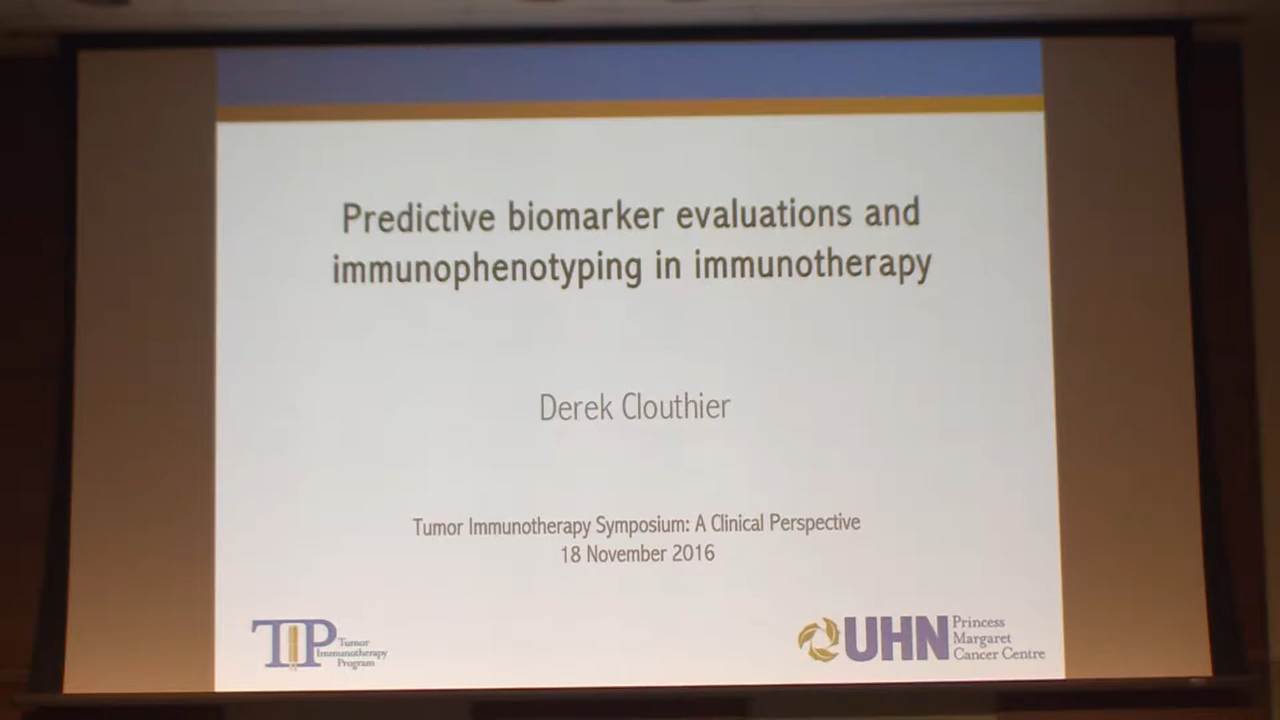 Predictive biomarker evaluations and
immunophenotyping in immunotherapy
Derek Clouthier
Tumor Immunotherapy Symposium: A Clinical Perspective
18 November 2016
TIP
Tumor
Immunotherapy
Program
UHN
Princess
Margaret
Cancer Centre